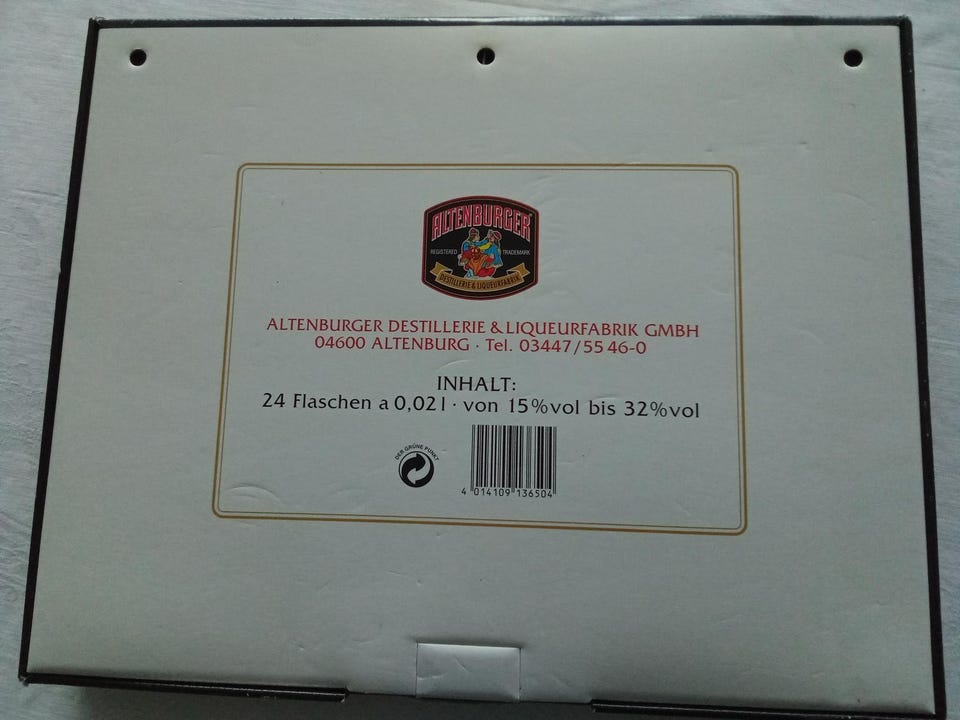 ALTENBURGER
REGISTERED TRADEMARK
DESTILLERIE & LIQUEURFABRIK
ALTENBURGER DESTILLERIE & LIQUEURFABRIK GMBH
04600 ALTENBURG · Tel. 03447/55 46-0
INHALT:
24 Flaschen a 0,02 l · von 15%vol bis 32%vol
DER GRÜNE PUNKT
4 014109 136504